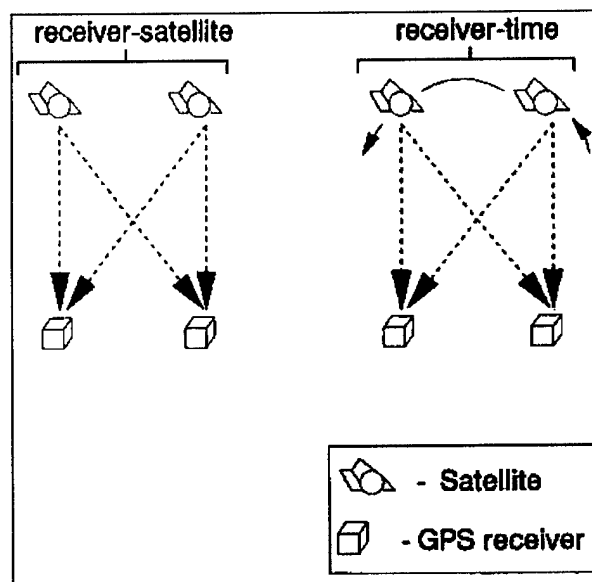 receiver-satellite
receiver-time
- Satellite
- GPS receiver